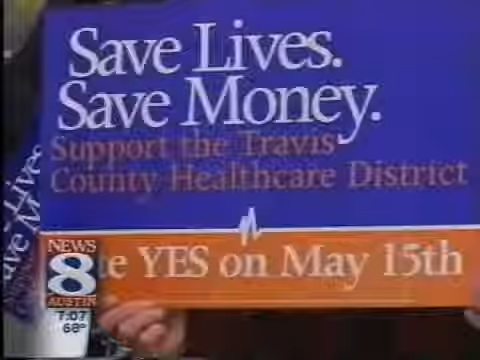 Save Lives.
Save Money.
Support the Travis
County Healthcare District
te YES on May 15th
NEWS
8
AUSTIN
7:07
68°